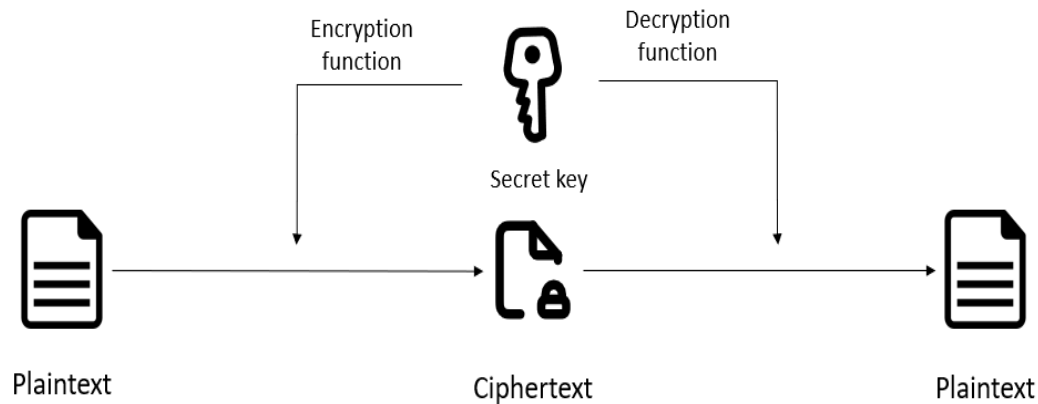 Encryption
function
Decryption
function
Secret key
Plaintext
Ciphertext
Plaintext